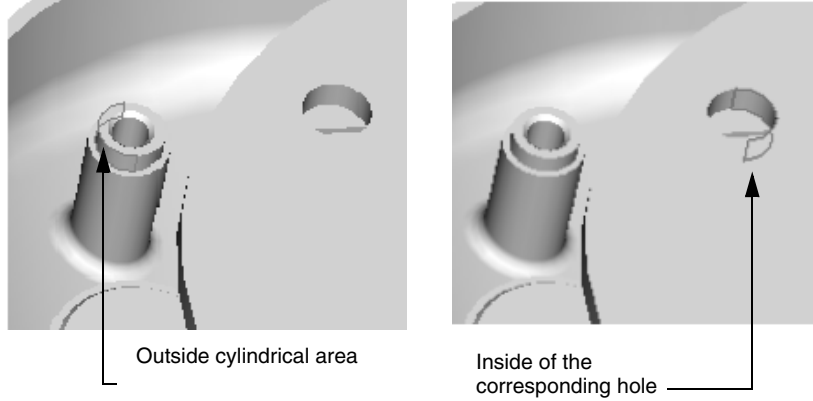 Outside cylindrical area
Inside of the
corresponding hole